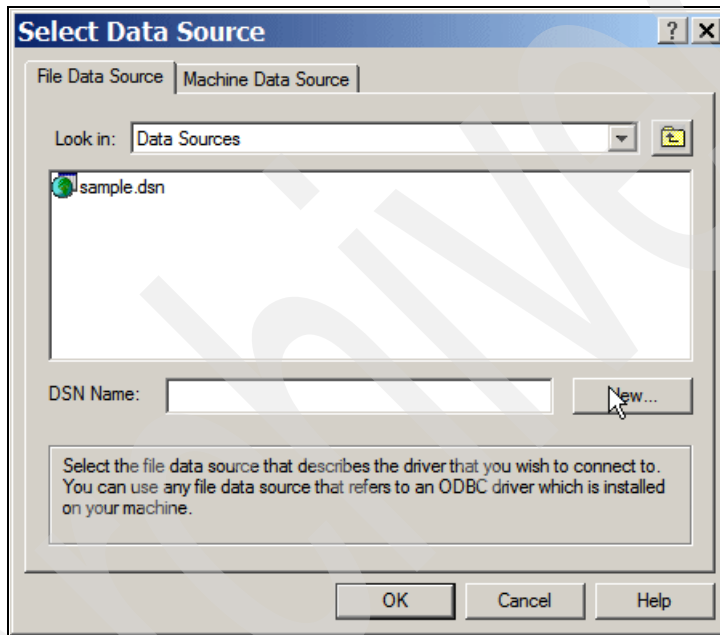 Select Data Source
File Data Source
Machine Data Source
Look in:
Data Sources
sample.dsn
DSN Name:
New...
Select the file data source that describes the driver that you wish to connect to.
You can use any file data source that refers to an ODBC driver which is installed
on your machine.
OK
Cancel
Help